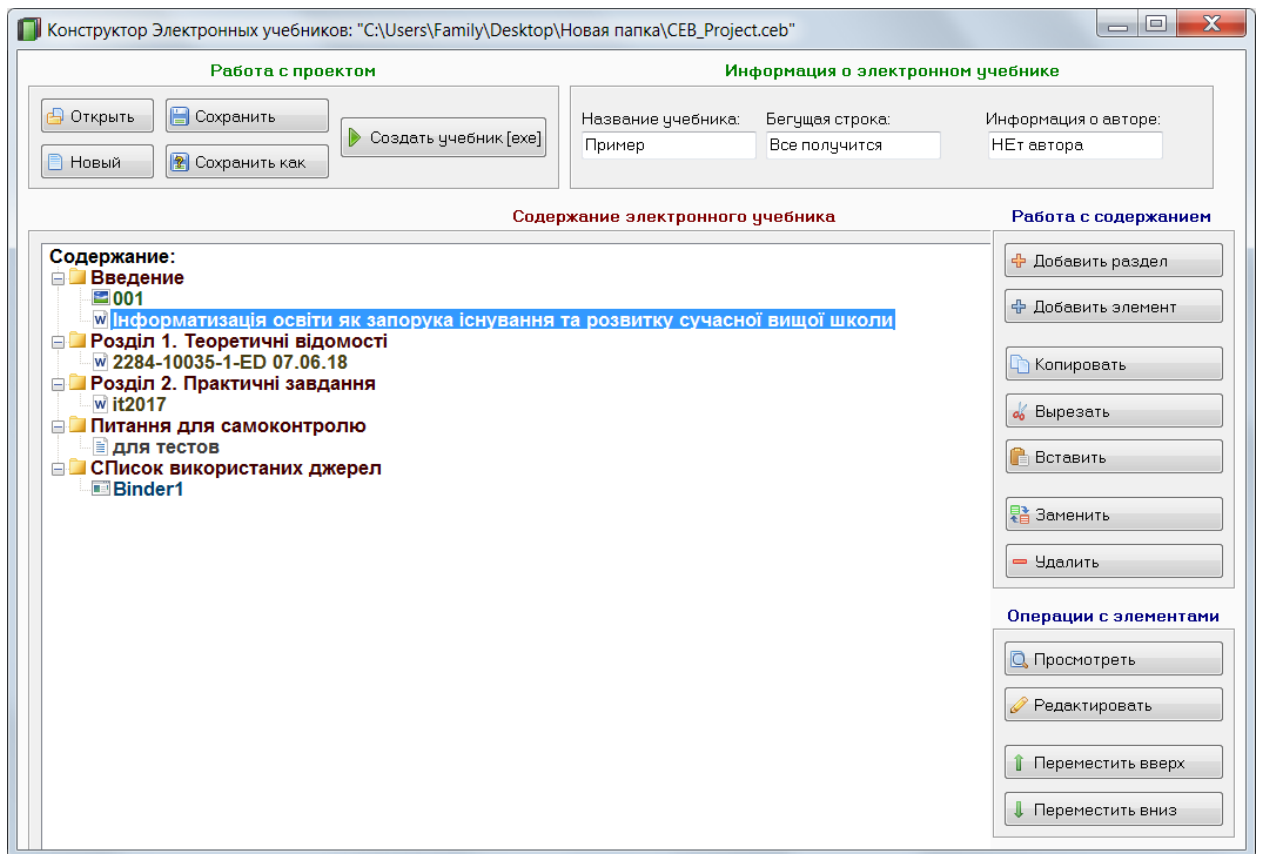 Конструктор Электронных учебников: "C:\Users\Family\Desktop\Новая папка\CEB_Project.ceb"
Работа с проектом
Информация о электронном учебнике
Открыть
Сохранить
Создать учебник [exe]
Новый
Сохранить как
Название учебника:
Бегущая строка:
Информация о авторе:
Пример
Все получится
НЕт автора
Содержание электронного учебника
Содержание:
Введение
001
Інформатизація освіти як запорука існування та розвитку сучасної вищої школи
Розділ 1. Теоретичні відомості
2284-10035-1-ED 07.06.18
Розділ 2. Практичні завдання
it2017
Питання для самоконтролю
для тестов
СПисок використаних джерел
Binder1
Работа с содержанием
Добавить раздел
Добавить элемент
Копировать
Вырезать
Вставить
Заменить
Удалить
Операции с элементами
Просмотреть
Редактировать
Переместить вверх
Переместить вниз